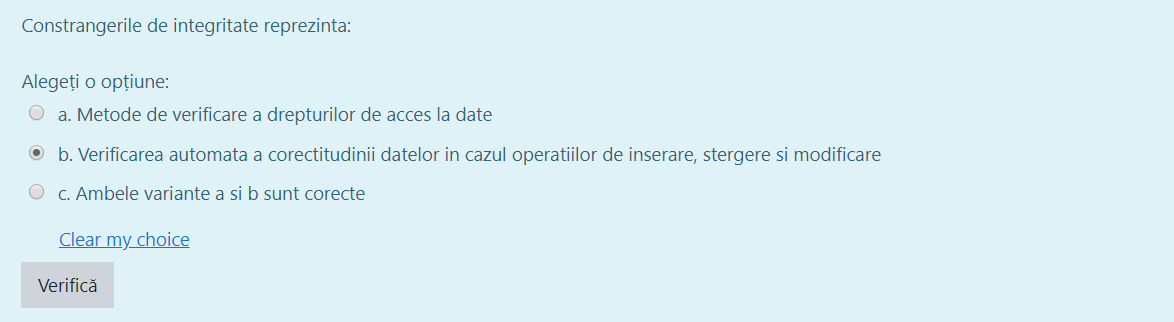 Constrangerile de integritate reprezinta:
Alegeți o opțiune:
a. Metode de verificare a drepturilor de acces la date
b. Verificarea automata a corectitudinii datelor in cazul operatiilor de inserare, stergere si modificare
c. Ambele variante a si b sunt corecte
Clear my choice
Verifică